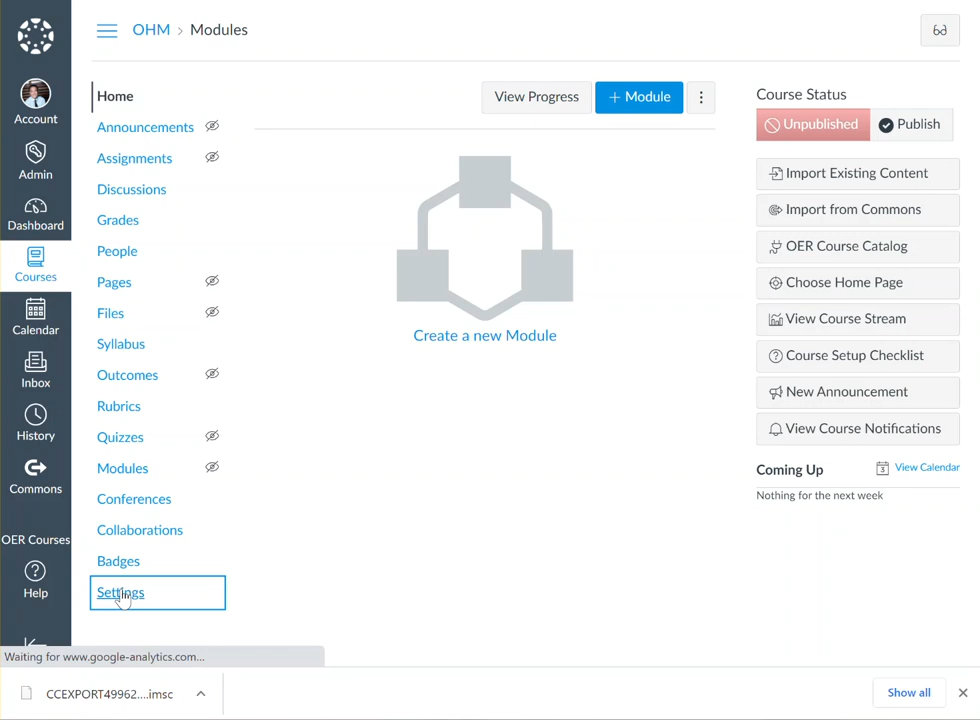 OHM > Modules
Account
Admin
Dashboard
Courses
Calendar
Inbox
History
Commons
OER Courses
Help
Home
Announcements
Assignments
Discussions
Grades
People
Pages
Files
Syllabus
Outcomes
Rubrics
Quizzes
Modules
Conferences
Collaborations
Badges
Settings
View Progress
+ Module
Create a new Module
Course Status
Unpublished
Publish
Import Existing Content
Import from Commons
OER Course Catalog
Choose Home Page
View Course Stream
Course Setup Checklist
New Announcement
View Course Notifications
Coming Up
3 View Calendar
Nothing for the next week
Waiting for www.google-analytics.com...
CCEXPORT49962....imsc
Show all